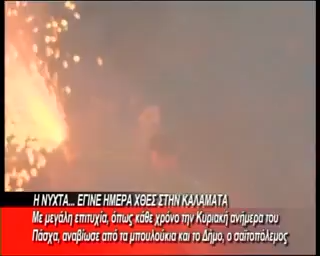 Η ΝΥΧΤΑ... ΕΓΙΝΕ ΗΜΕΡΑ ΧΘΕΣ ΣΤΗΝ ΚΑΛΑΜΑΤΑ
Με μεγάλη επιτυχία, όπως κάθε χρόνο την Κυριακή ανήμερα του
Πάσχα, αναβίωσε από τα μπουλούκια και το Δήμο, ο σαϊτοπόλεμος